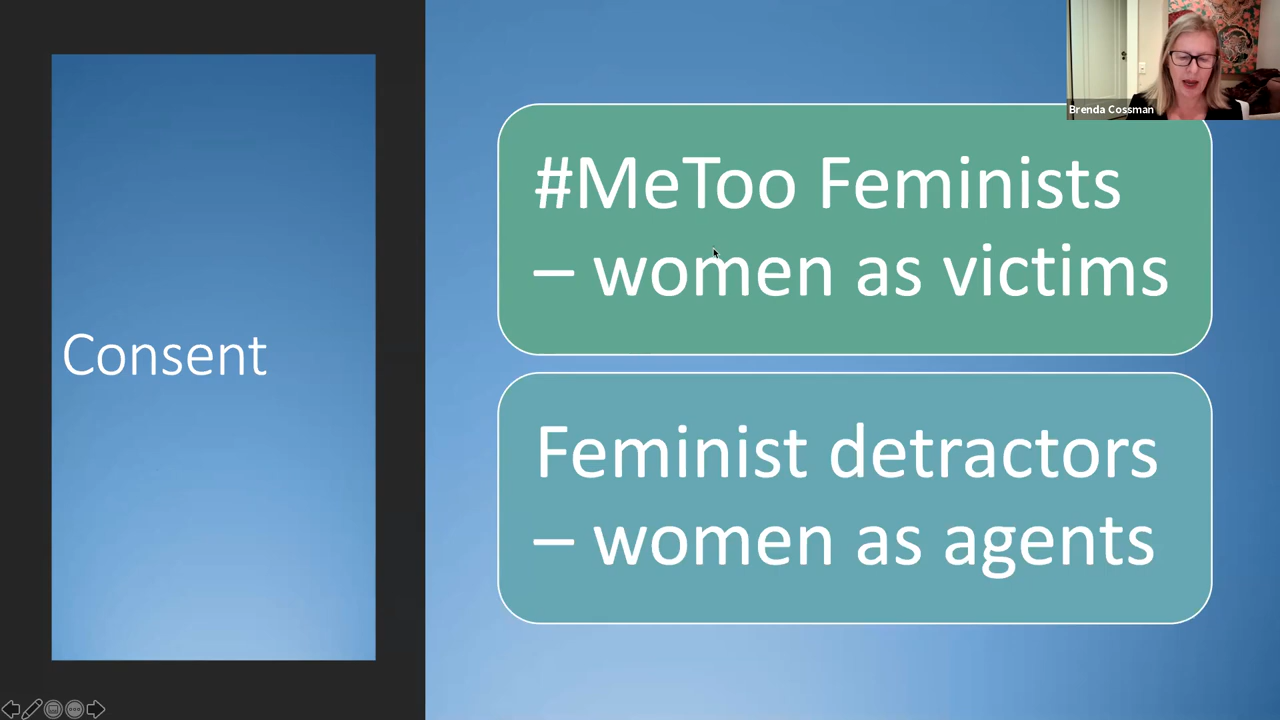 Brenda Cossman
Consent
#MeToo Feminists
– women as victims
Feminist detractors
– women as agents